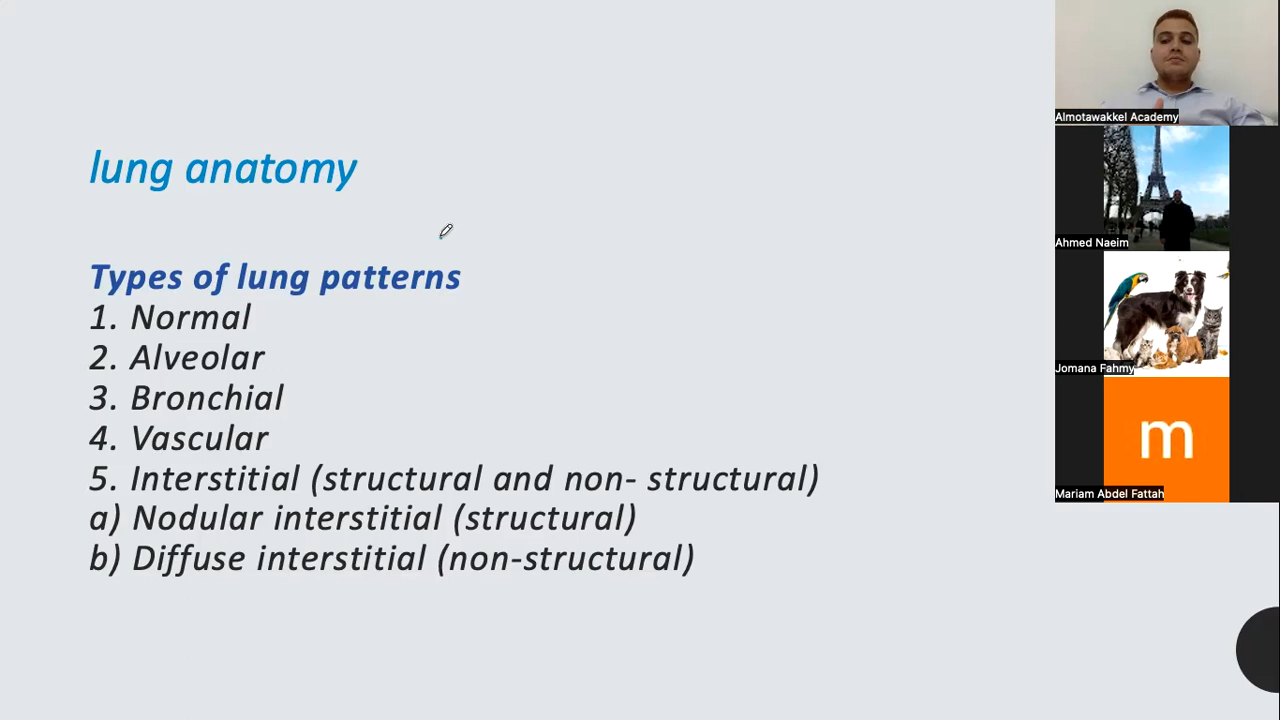 lung anatomy
Types of lung patterns
1. Normal
2. Alveolar
3. Bronchial
4. Vascular
5. Interstitial (structural and non- structural)
a) Nodular interstitial (structural)
b) Diffuse interstitial (non-structural)
Almotawakkel Academy
Ahmed Naeim
Jomana Fahmy
m
Mariam Abdel Fattah